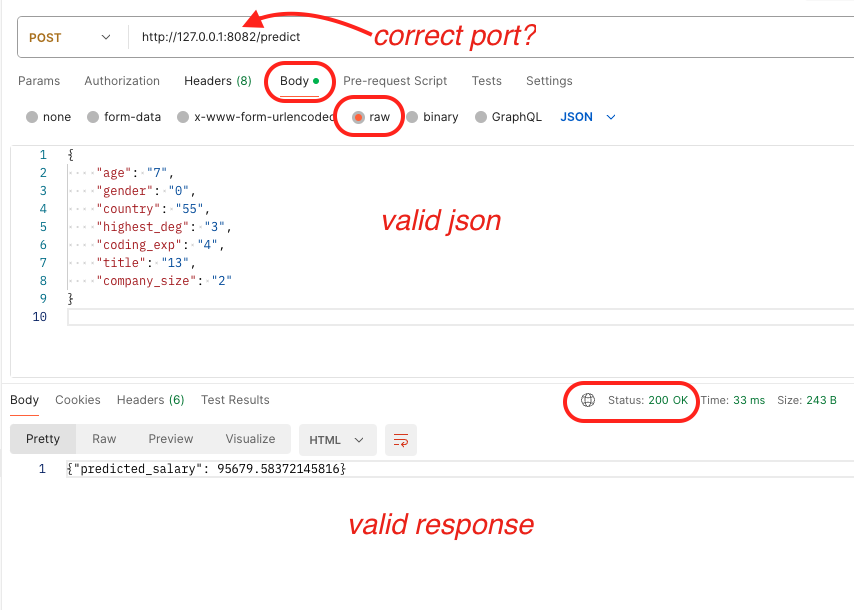 POST http://127.0.0.1:8082/predict
correct port?
Params Authorization Headers (8) Body Pre-request Script Tests Settings
none form-data x-www-form-urlencoded raw binary GraphQL JSON
1 {
2 ····"age":·"7",
3 ····"gender":·"0",
4 ····"country":·"55",
5 ····"highest_deg":·"3",
6 ····"coding_exp":·"4",
7 ····"title":·"13",
8 ····"company_size":·"2"
9 }
10
valid json
Body Cookies Headers (6) Test Results Status: 200 OK Time: 33 ms Size: 243 B
Pretty Raw Preview Visualize HTML
1 {"predicted_salary": 95679.58372145816}
valid response